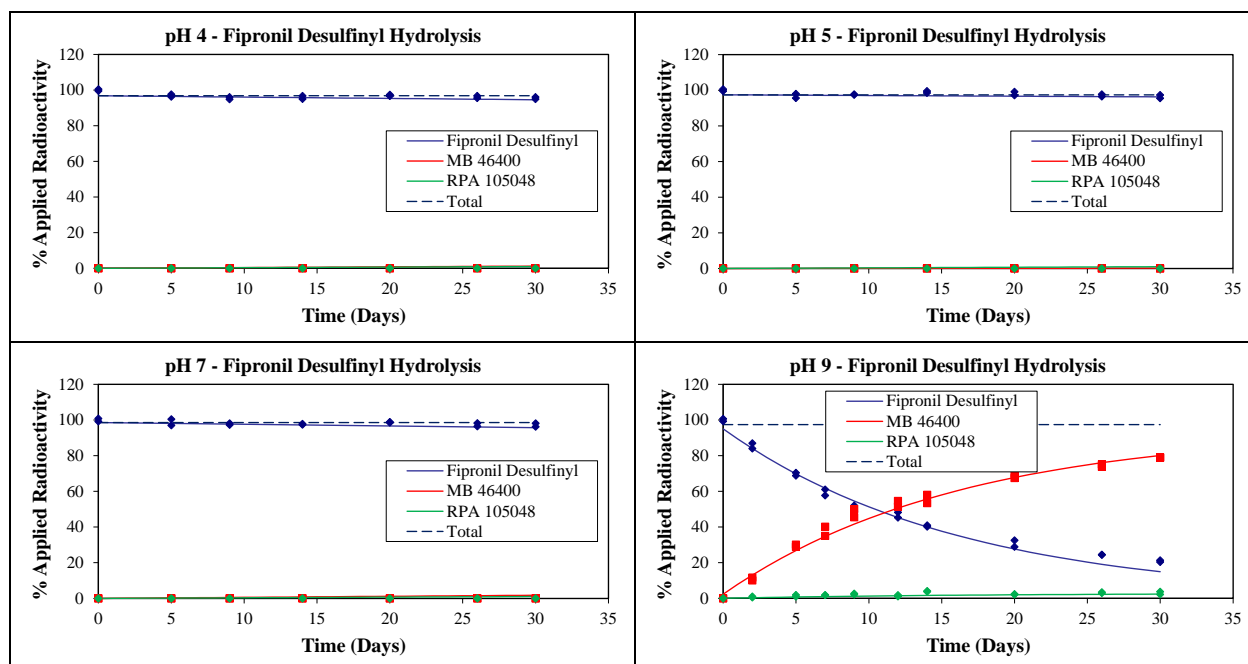 pH 4 - Fipronil Desulfinyl Hydrolysis
% Applied Radioactivity
120
100
80
60
40
20
0
Fipronil Desulfinyl
MB 46400
RPA 105048
Total
0 5 10 15 20 25 30 35
Time (Days)
pH 5 - Fipronil Desulfinyl Hydrolysis
% Applied Radioactivity
120
100
80
60
40
20
0
Fipronil Desulfinyl
MB 46400
RPA 105048
Total
0 5 10 15 20 25 30 35
Time (Days)
pH 7 - Fipronil Desulfinyl Hydrolysis
% Applied Radioactivity
120
100
80
60
40
20
0
Fipronil Desulfinyl
MB 46400
RPA 105048
Total
0 5 10 15 20 25 30 35
Time (Days)
pH 9 - Fipronil Desulfinyl Hydrolysis
% Applied Radioactivity
120
100
80
60
40
20
0
Fipronil Desulfinyl
MB 46400
RPA 105048
Total
0 5 10 15 20 25 30 35
Time (Days)